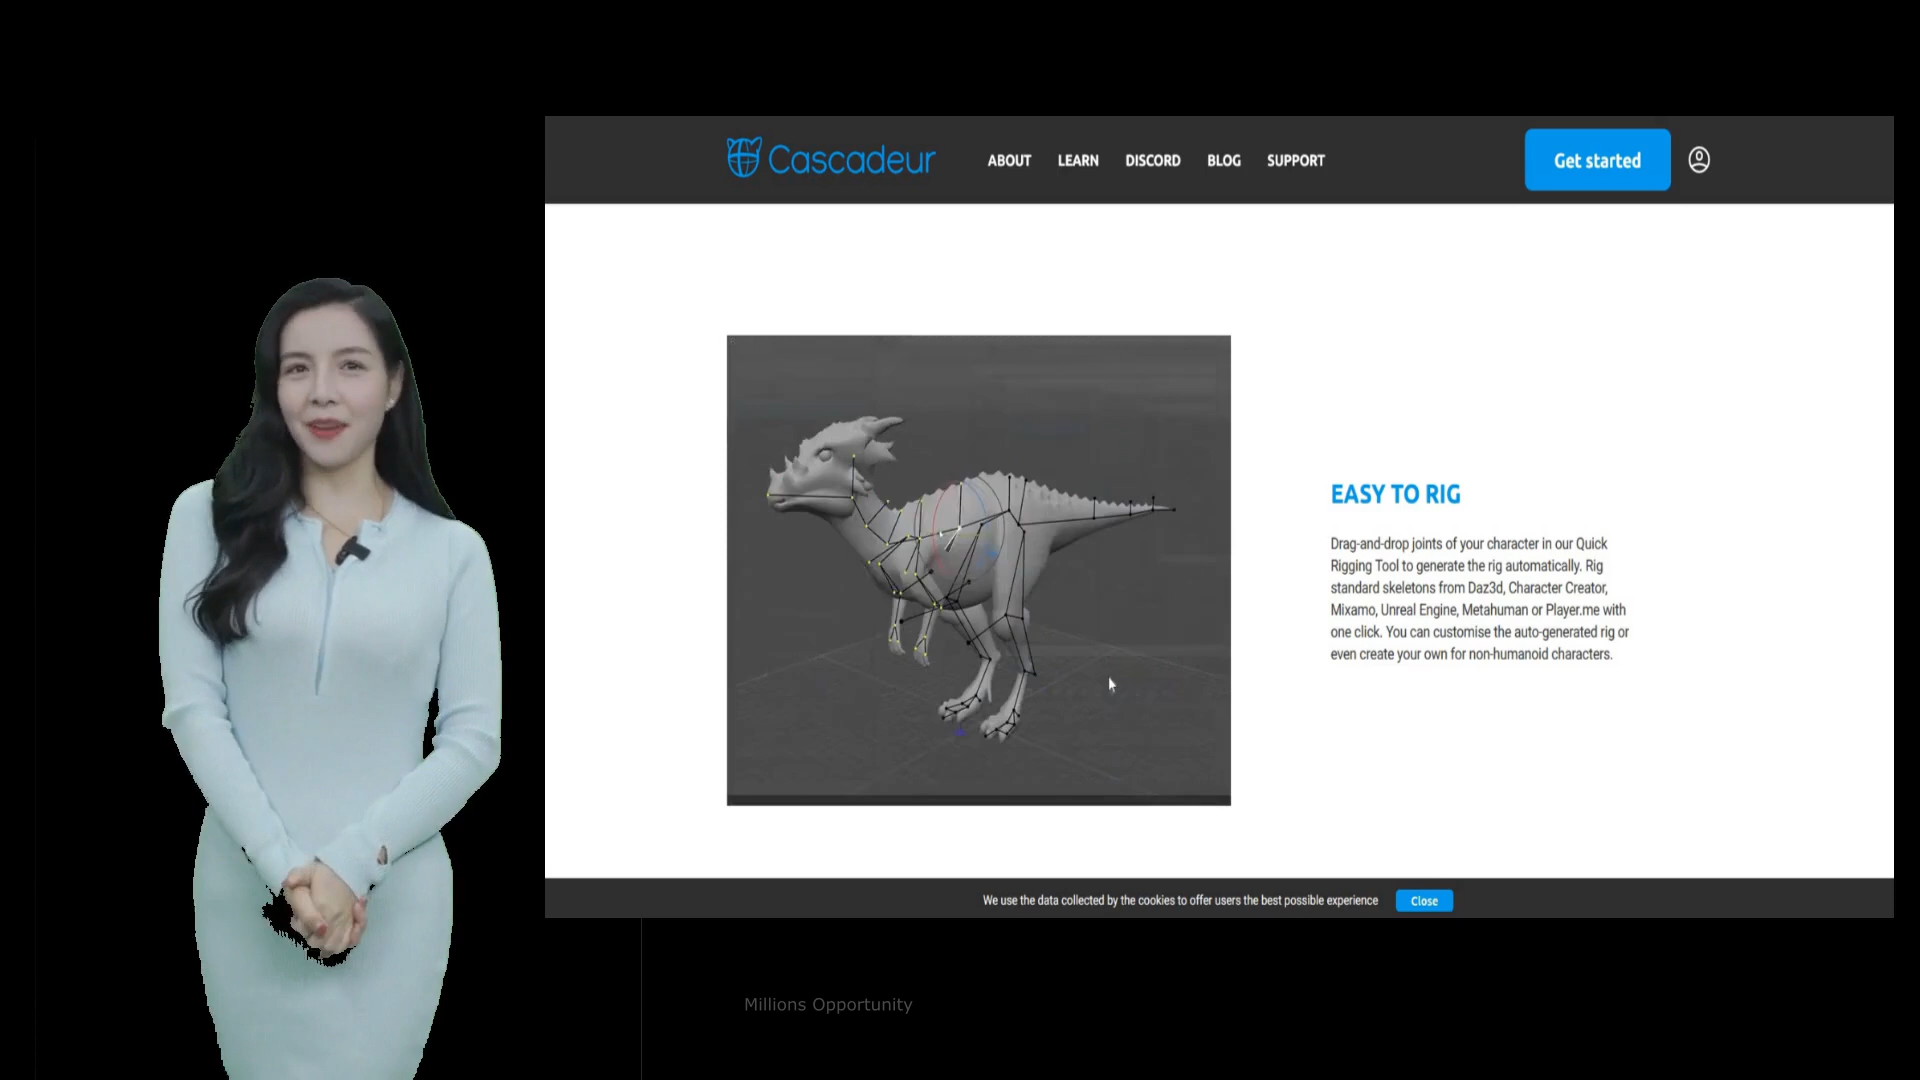 Cascadeur
ABOUT
LEARN
DISCORD
BLOG
SUPPORT
Get started
EASY TO RIG
Drag-and-drop joints of your character in our Quick
Rigging Tool to generate the rig automatically. Rig
standard skeletons from Daz3d, Character Creator,
Mixamo, Unreal Engine, Metahuman or Player.me with
one click. You can customise the auto-generated rig or
even create your own for non-humanoid characters.
We use the data collected by the cookies to offer users the best possible experience
Close
Millions Opportunity